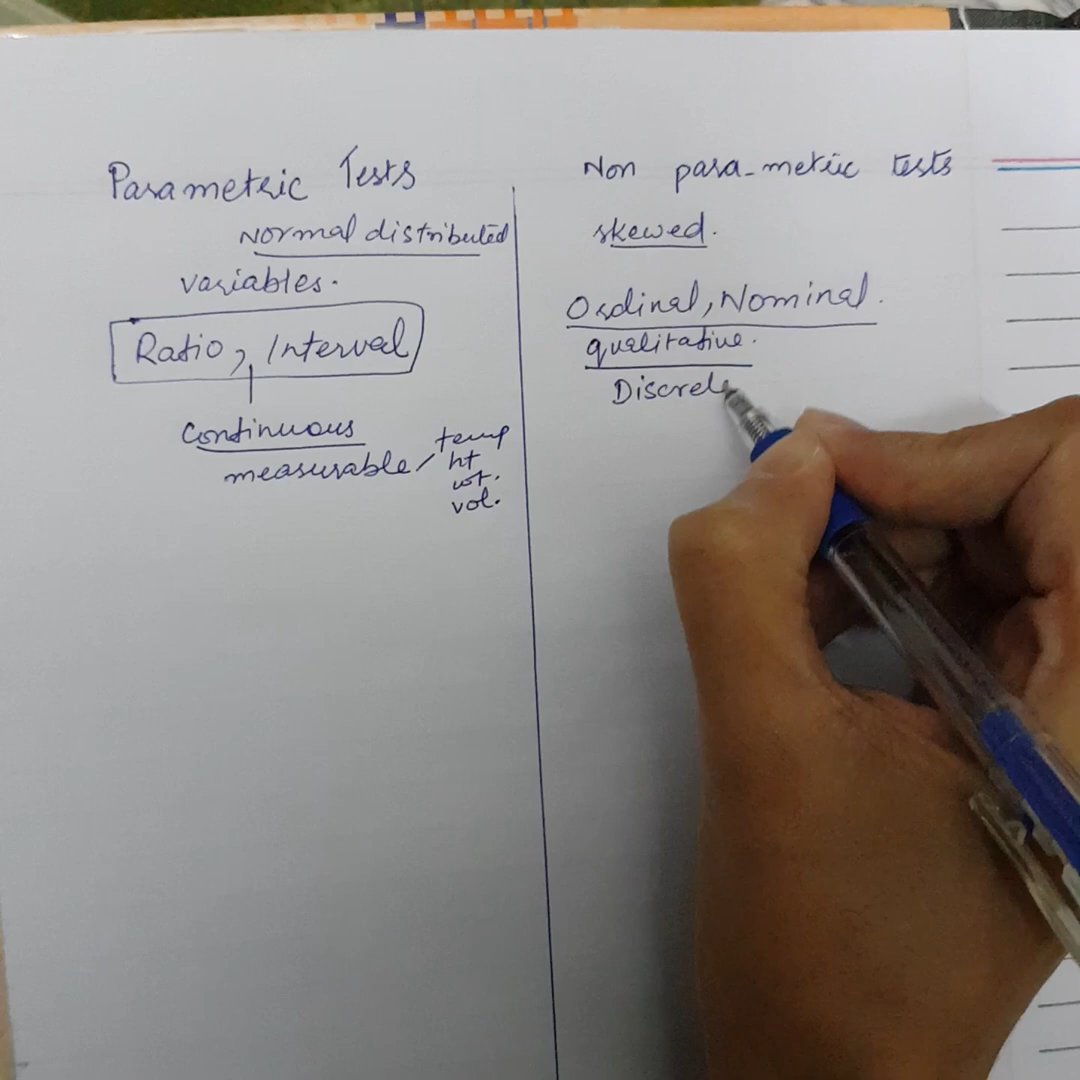 Parametric Tests
Normal distributed
variables.
Ratio, Interval
Continuous
measurable
temp
ht
wt.
vol.
Non para-metric tests
skewed.
Ordinal, Nominal.
qualitative.
Discrete